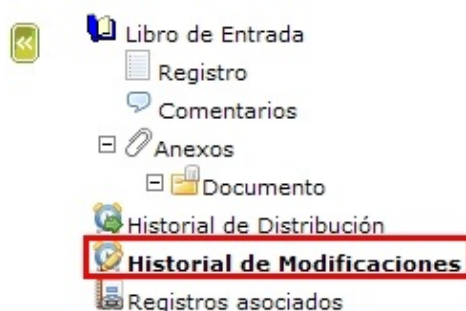 Libro de Entrada
Registro
Comentarios
Anexos
Documento
Historial de Distribución
Historial de Modificaciones
Registros asociados